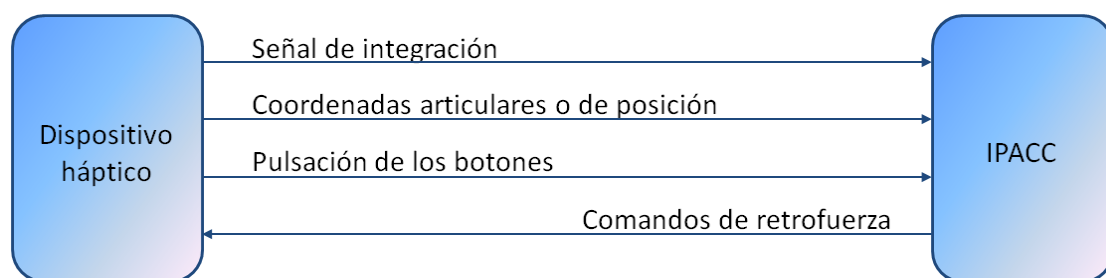 Señal de integración
Coordenadas articulares o de posición
Dispositivo
háptico
Pulsación de los botones
IPACC
Comandos de retrofuerza